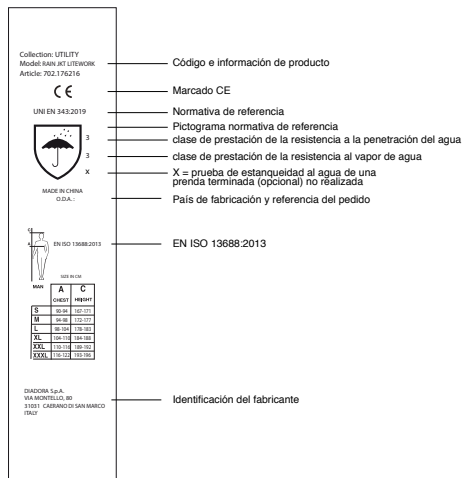 Collection: UTILITY
Model: RAIN JKT LITEWORK
Article: 702.176216
Código e información de producto
CE
Marcado CE
UNI EN 343:2019
Normativa de referencia
Pictograma normativa de referencia
3
clase de prestación de la resistencia a la penetración del agua
3
clase de prestación de la resistencia al vapor de agua
X
X = prueba de estanqueidad al agua de una
prenda terminada (opcional) no realizada
MADE IN CHINA
O.D.A. :
País de fabricación y referencia del pedido
C
A
EN ISO 13688:2013
EN ISO 13688:2013
SIZE IN CM
MAN
A C
CHEST HEIGHT
S 90-94 167-171
M 94-98 172-177
L 98-104 178-183
XL 104-110 184-188
XXL 110-116 189-192
XXXL 116-122 193-196
DIADORA S.p.A.
VIA MONTELLO, 80
31031 CAERANO DI SAN MARCO
ITALY
Identificación del fabricante